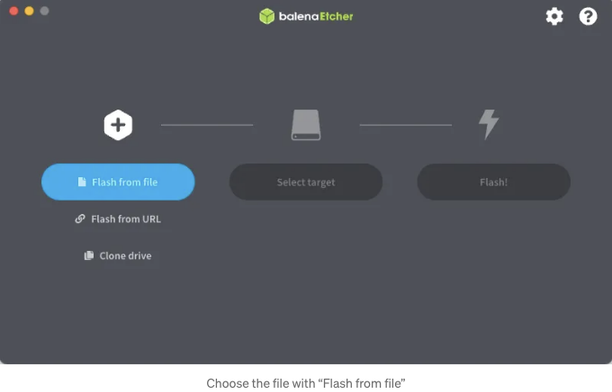 balenaEtcher
Flash from file
Select target
Flash!
Flash from URL
Clone drive
Choose the file with “Flash from file”